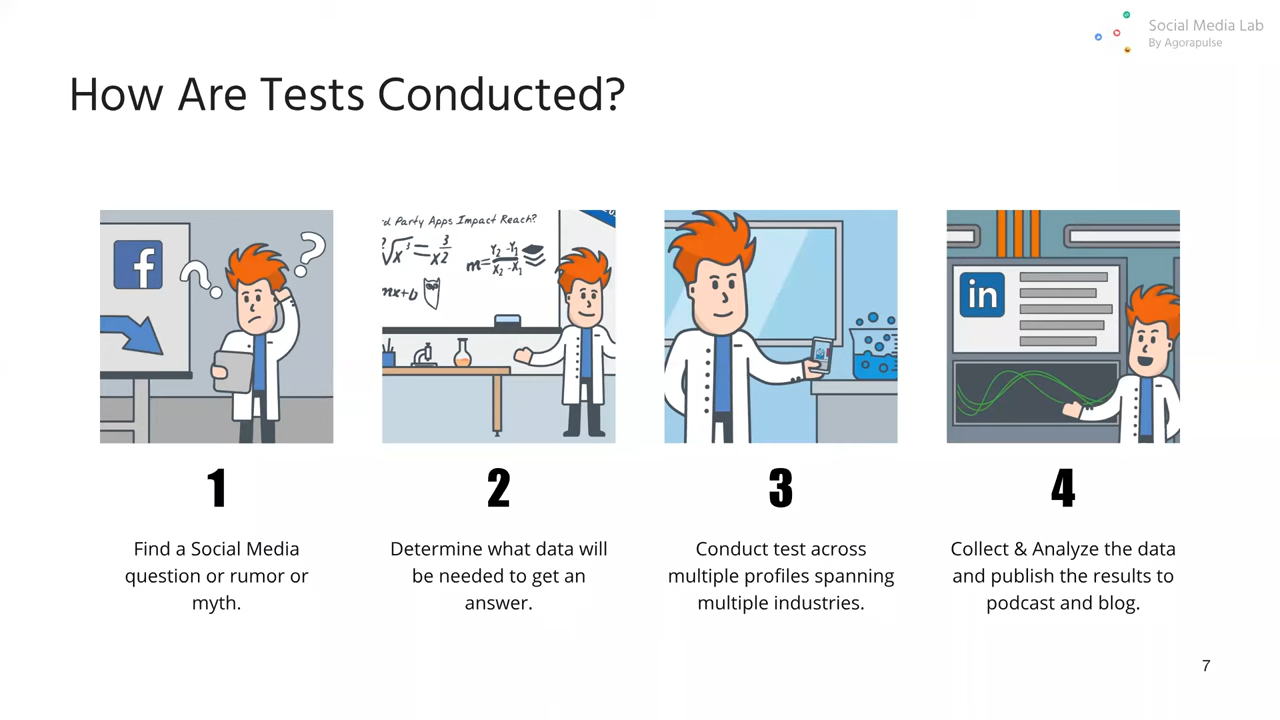 Social Media Lab
By Agorapulse
How Are Tests Conducted?
f
d Party Apps Impact Reach?
in
1
2
3
4
Find a Social Media
question or rumor or
myth.
Determine what data will
be needed to get an
answer.
Conduct test across
multiple profiles spanning
multiple industries.
Collect & Analyze the data
and publish the results to
podcast and blog.
7